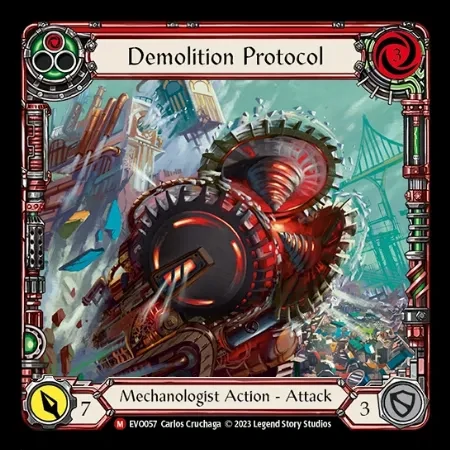 Demolition Protocol
3
7
Mechanologist Action - Attack
3
M EVO057 Carlos Cruchaga © 2023 Legend Story Studios